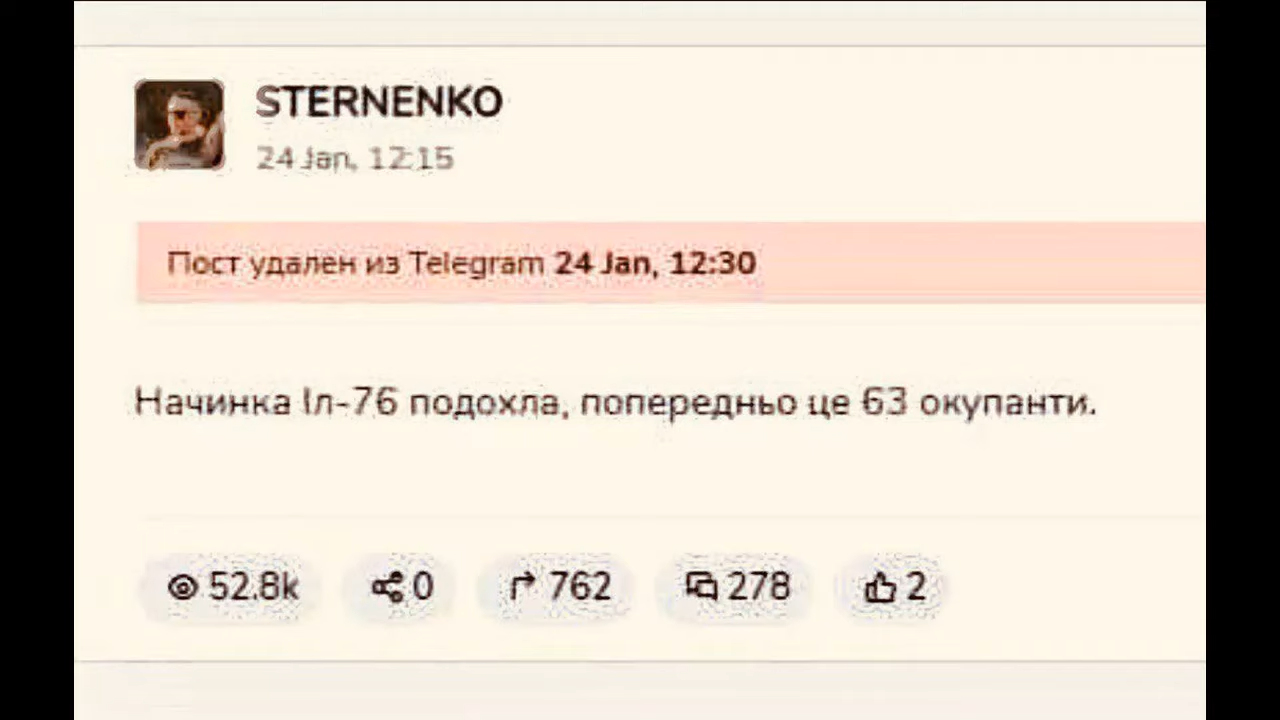 STERNENKO
24 Jan, 12:15
Пост удален из Telegram 24 Jan, 12:30
Начинка Іл-76 подохла, попередньо це 63 окупанти.
52.8k 0 762 278 2